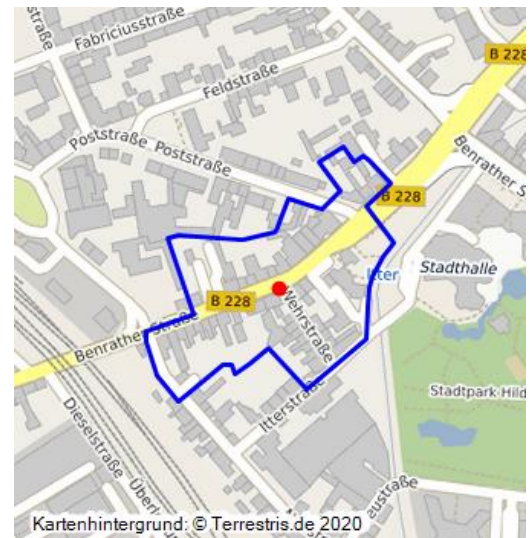 Fabriciusstraße
straße
Feldstraße
B 228
Poststraße Poststraße
Benrather S
B 228
Itter
Stadthalle
B 228
Wehrstraße
Benrather Straße
Stadtpark Hild
Itterstraße
Dieselstraße
Kartenhintergrund: © Terrestris.de 2020